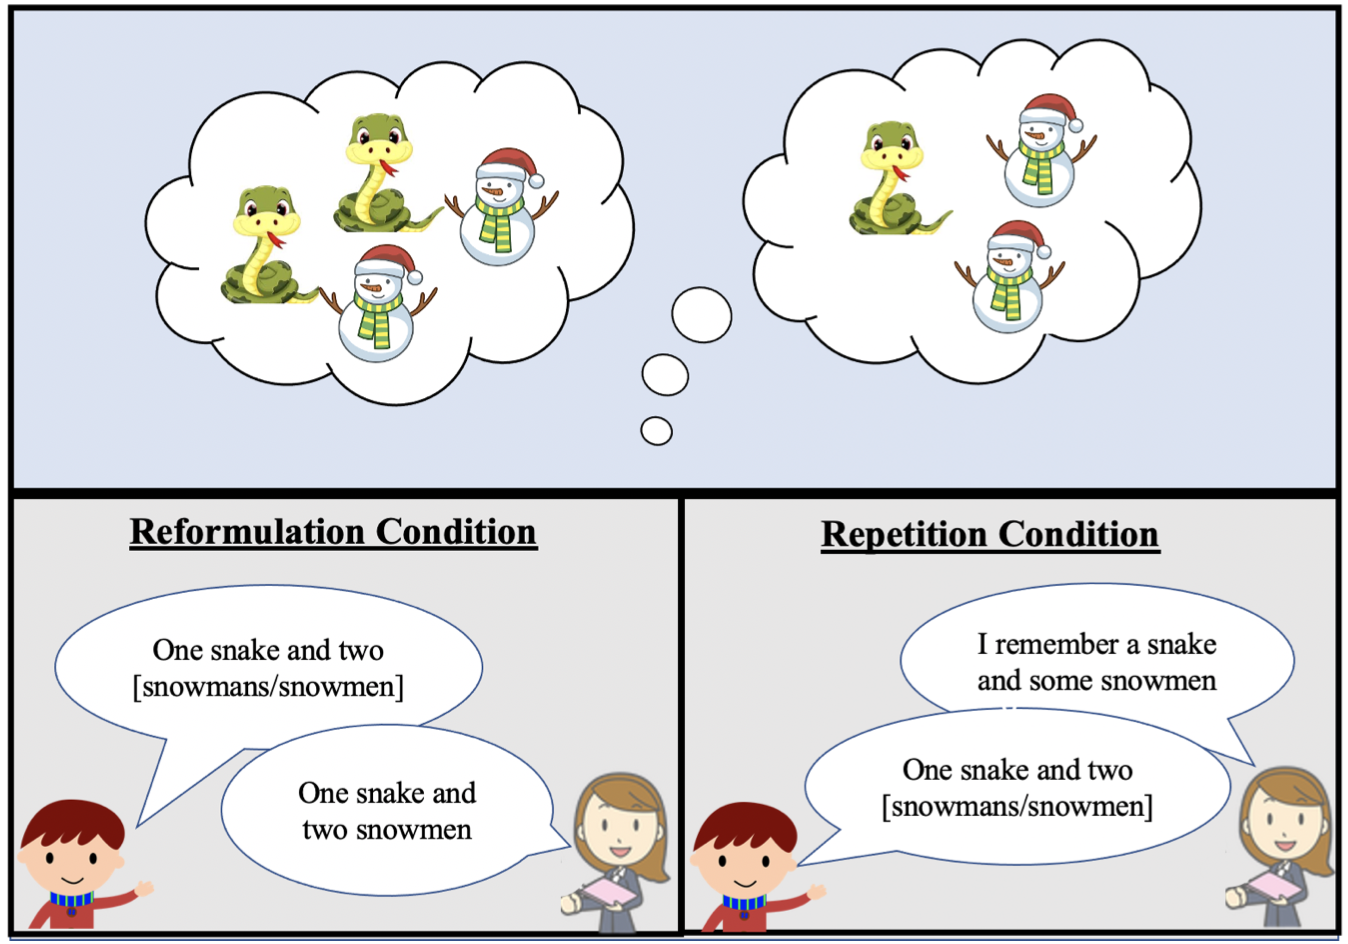 Reformulation Condition
One snake and two
[snowmans/snowmen]
One snake and
two snowmen
Repetition Condition
I remember a snake
and some snowmen
One snake and two
[snowmans/snowmen]